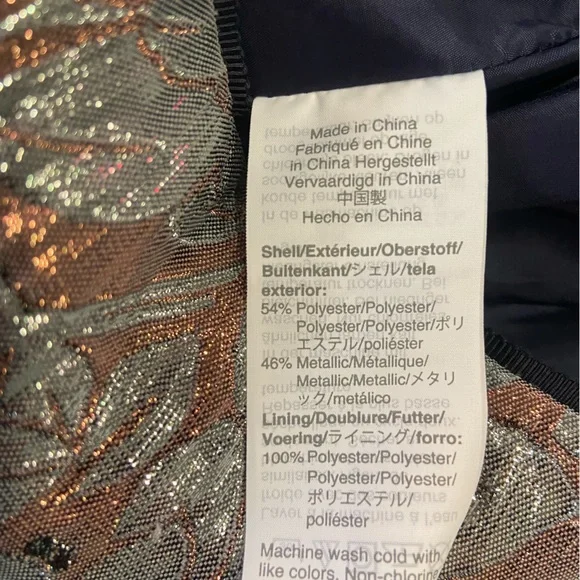 Made in China
Fabriqué en Chine
in China Hergestellt
Vervaardigd in China
中国製
Hecho en China
Shell/Extérieur/Oberstoff/
Buitenkant/シェル/tela
exterior:
54% Polyester/Polyester/
Polyester/Polyester/ポリ
エステル/poliéster
46% Metallic/Métallique/
Metallic/Metallic/メタリ
ック/metálico
Lining/Doublure/Futter/
Voering/ライニング/forro:
100% Polyester/Polyester/
Polyester/Polyester/
ポリエステル/
poliéster
Machine wash cold with
like colors. Non-chlorin